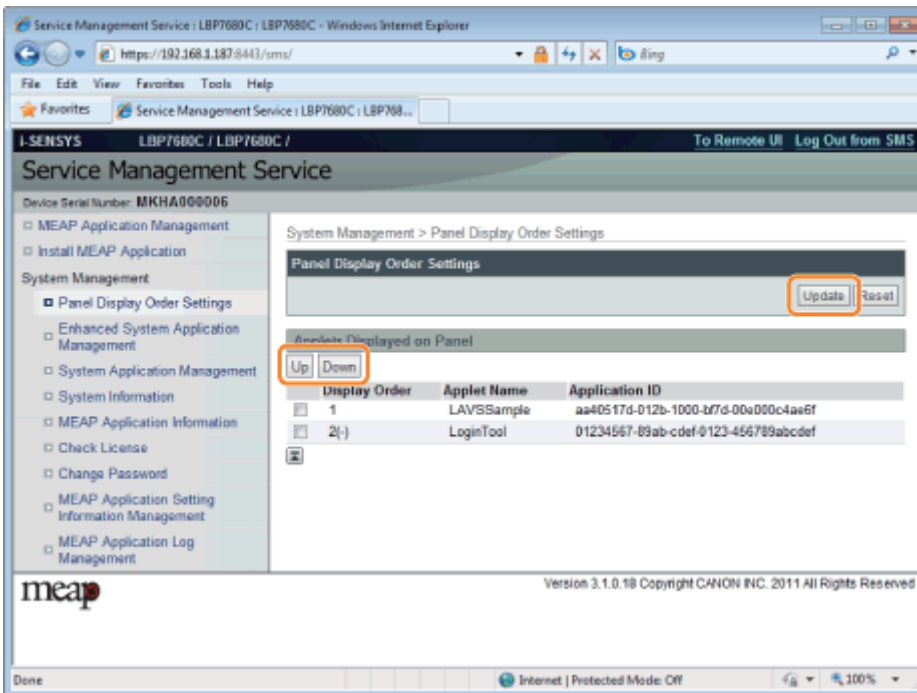 Service Management Service : LBP7680C : LBP7680C - Windows Internet Explorer
https://192.168.1.187:8443/sms/
Bing
File Edit View Favorites Tools Help
Favorites
Service Management Service : LBP7680C : LBP768...
i-SENSYS LBP7680C / LBP7680C / To Remote UI Log Out from SMS
Service Management Service
Device Serial Number: MKHA000006
MEAP Application Management
Install MEAP Application
System Management
Panel Display Order Settings
Enhanced System Application
Management
System Application Management
System Information
MEAP Application Information
Check License
Change Password
MEAP Application Setting
Information Management
MEAP Application Log
Management
System Management > Panel Display Order Settings
Panel Display Order Settings
Update Reset
Applets Displayed on Panel
Up Down
Display Order Applet Name Application ID
1 LAVSSample aa40517d-012b-1000-bf7d-00e000c4ae6f
2(-) LoginTool 01234567-89ab-cdef-0123-456789abcdef
meap
Version 3.1.0.18 Copyright CANON INC. 2011 All Rights Reserved
Done
Internet | Protected Mode: Off
100%